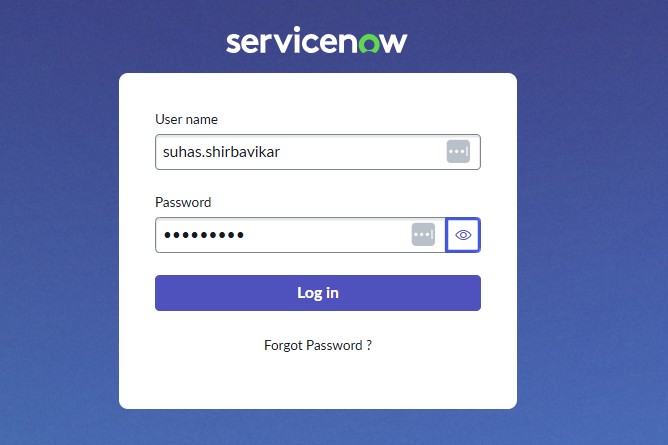 servicenow
User name
suhas.shirbavikar
Password
•••••••••
Log in
Forgot Password ?